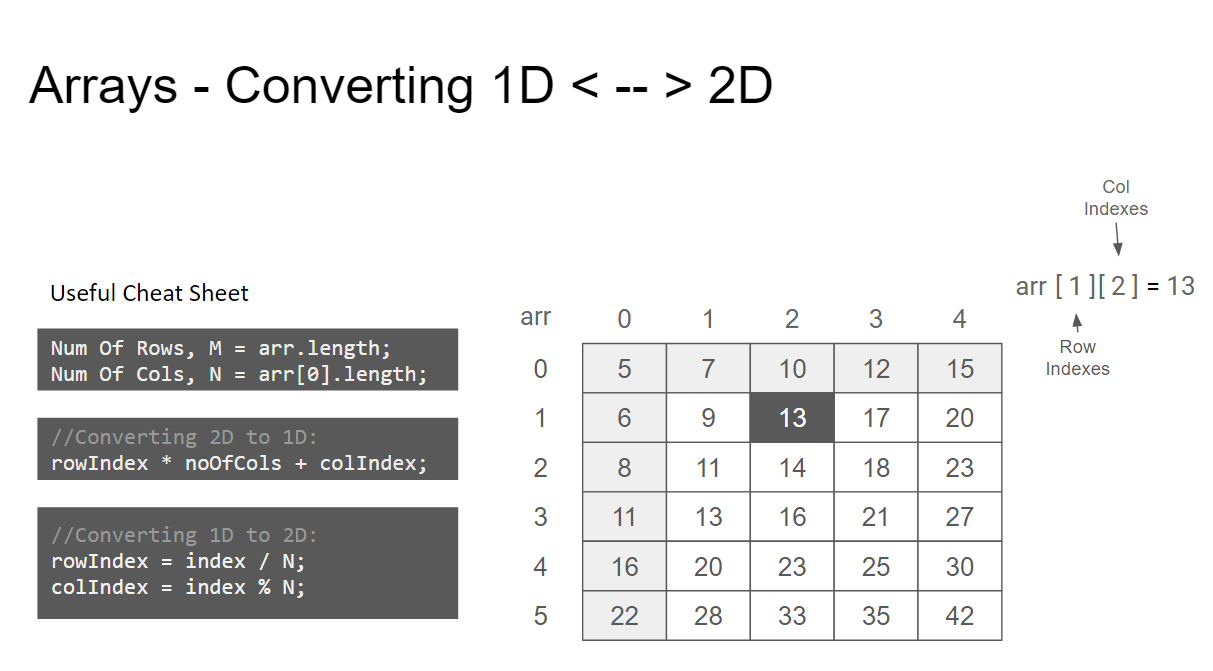 Arrays - Converting 1D < -- > 2D
Col
Indexes
arr [ 1 ][ 2 ] = 13
Row
Indexes
Useful Cheat Sheet
Num Of Rows, M = arr.length;
Num Of Cols, N = arr[0].length;
//Converting 2D to 1D:
rowIndex * noOfCols + colIndex;
//Converting 1D to 2D:
rowIndex = index / N;
colIndex = index % N;
arr 0 1 2 3 4
0 5 7 10 12 15
1 6 9 13 17 20
2 8 11 14 18 23
3 11 13 16 21 27
4 16 20 23 25 30
5 22 28 33 35 42